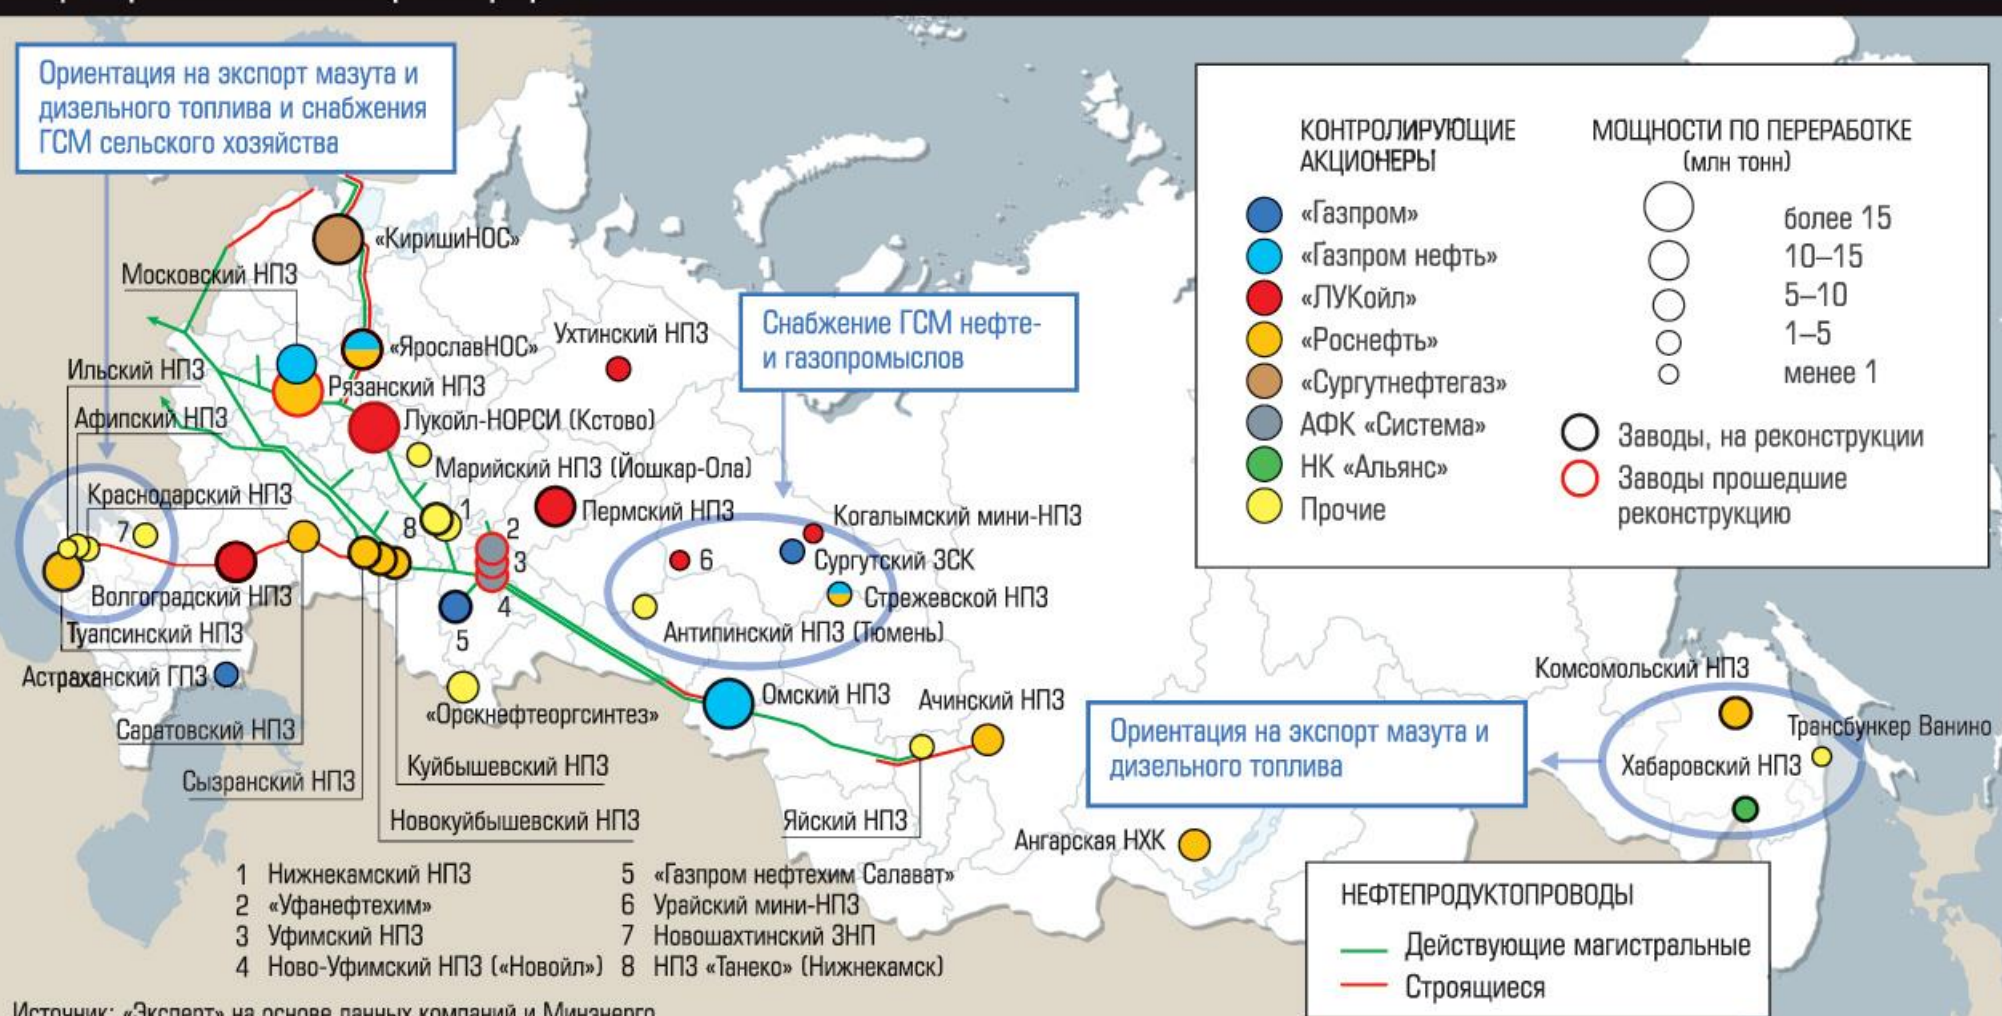 Ориентация на экспорт мазута и
дизельного топлива и снабжения
ГСМ сельского хозяйства
«КиришиНОС»
Московский НПЗ
«ЯрославНОС»
Ухтинский НПЗ
Ильский НПЗ
Рязанский НПЗ
Афипский НПЗ
Лукойл-НОРСИ (Кстово)
Марийский НПЗ (Йошкар-Ола)
Краснодарский НПЗ
7
8
1
2
3
4
5
Пермский НПЗ
Снабжение ГСМ нефте-
и газопромыслов
Когалымский мини-НПЗ
6
Сургутский ЗСК
Стрежевской НПЗ
Антипинский НПЗ (Тюмень)
Волгоградский НПЗ
Туапсинский НПЗ
Астраханский ГПЗ
Саратовский НПЗ
«Орскнефтеоргсинтез»
Сызранский НПЗ
Куйбышевский НПЗ
Новокуйбышевский НПЗ
Омский НПЗ
Ачинский НПЗ
Яйский НПЗ
Ангарская НХК
Ориентация на экспорт мазута и
дизельного топлива
Комсомольский НПЗ
Трансбункер Ванино
Хабаровский НПЗ
КОНТРОЛИРУЮЩИЕ
АКЦИОНЕРЫ
«Газпром»
«Газпром нефть»
«ЛУКойл»
«Роснефть»
«Сургутнефтегаз»
АФК «Система»
НК «Альянс»
Прочие
МОЩНОСТИ ПО ПЕРЕРАБОТКЕ
(млн тонн)
более 15
10–15
5–10
1–5
менее 1
Заводы, на реконструкции
Заводы прошедшие
реконструкцию
1 Нижнекамский НПЗ
2 «Уфанефтехим»
3 Уфимский НПЗ
4 Ново-Уфимский НПЗ («Новойл»)
5 «Газпром нефтехим Салават»
6 Урайский мини-НПЗ
7 Новошахтинский ЗНП
8 НПЗ «Танеко» (Нижнекамск)
НЕФТЕПРОДУКТОПРОВОДЫ
Действующие магистральные
Строящиеся
Источник: «Эксперт» на основе данных компаний и Минэнерго